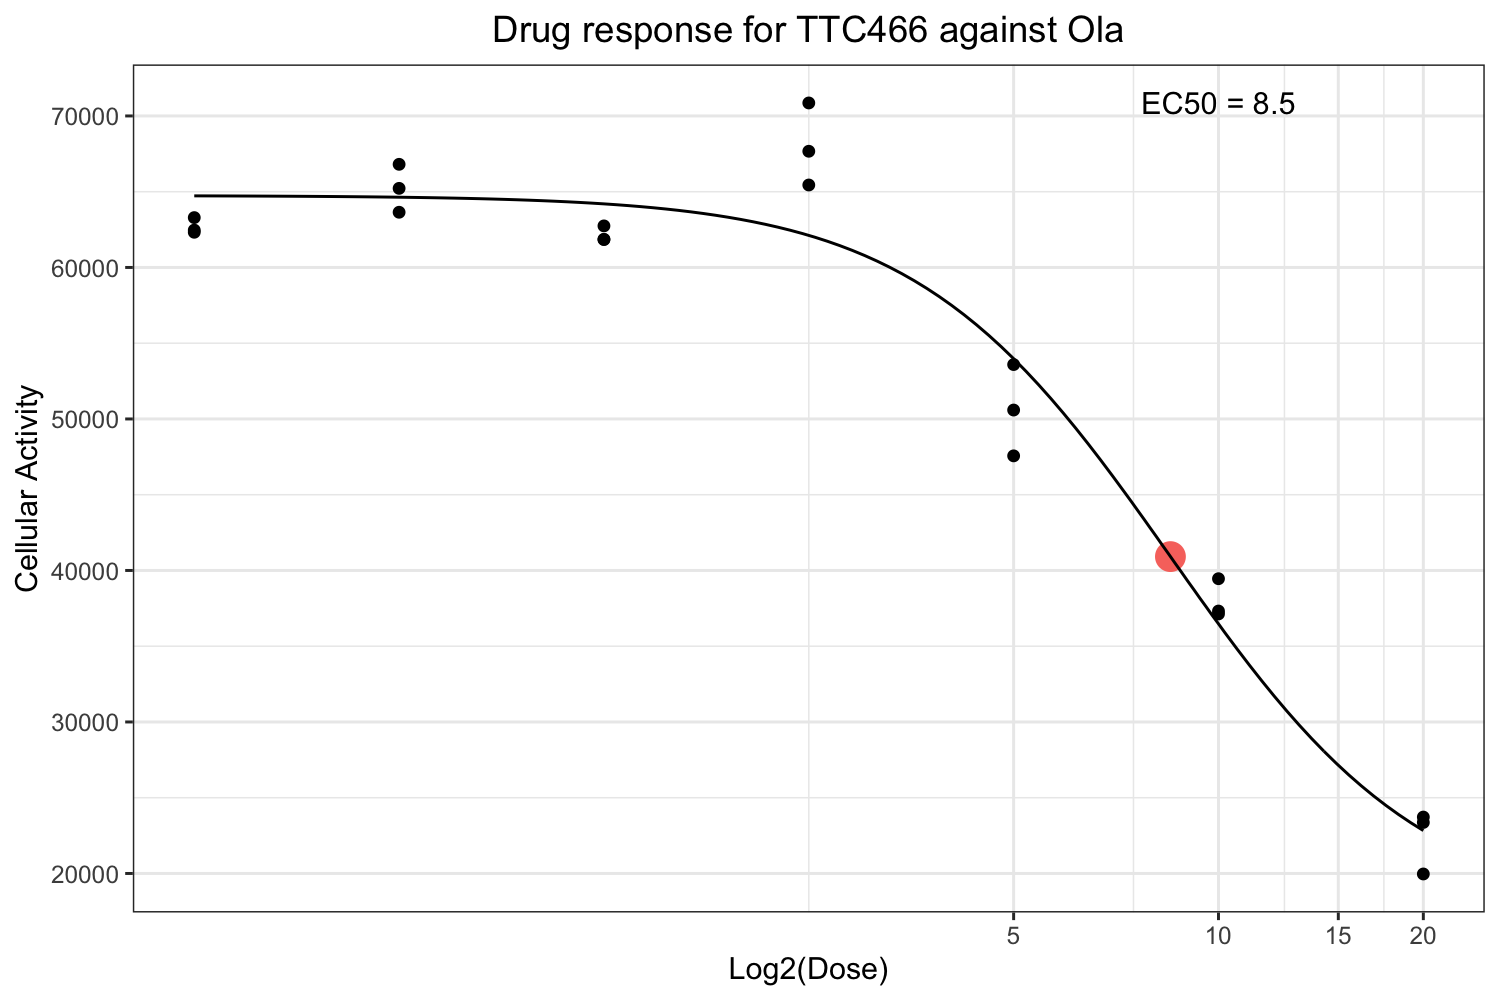 Drug response for TTC466 against Ola
EC50 = 8.5
70000
60000
50000
40000
30000
20000
Cellular Activity
5 10 15 20
Log2(Dose)